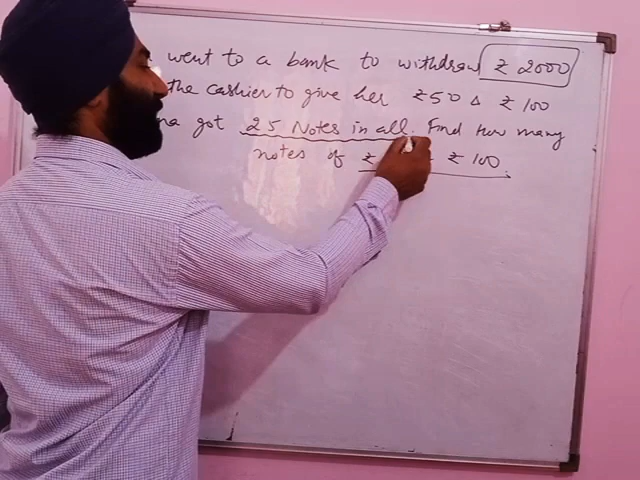 went to a bank to withdraw ₹ 2000
the cashier to give her ₹50 & ₹ 100
got 25 Notes in all. Find how many
notes of ₹ ₹ 100.